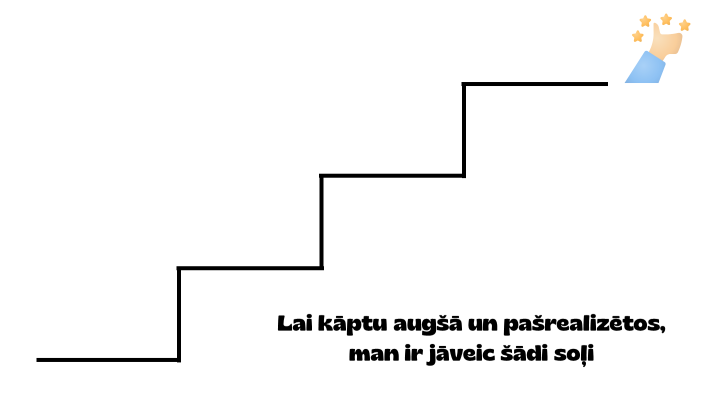 Lai kāptu augšā un pašrealizētos,
man ir jāveic šādi soļi